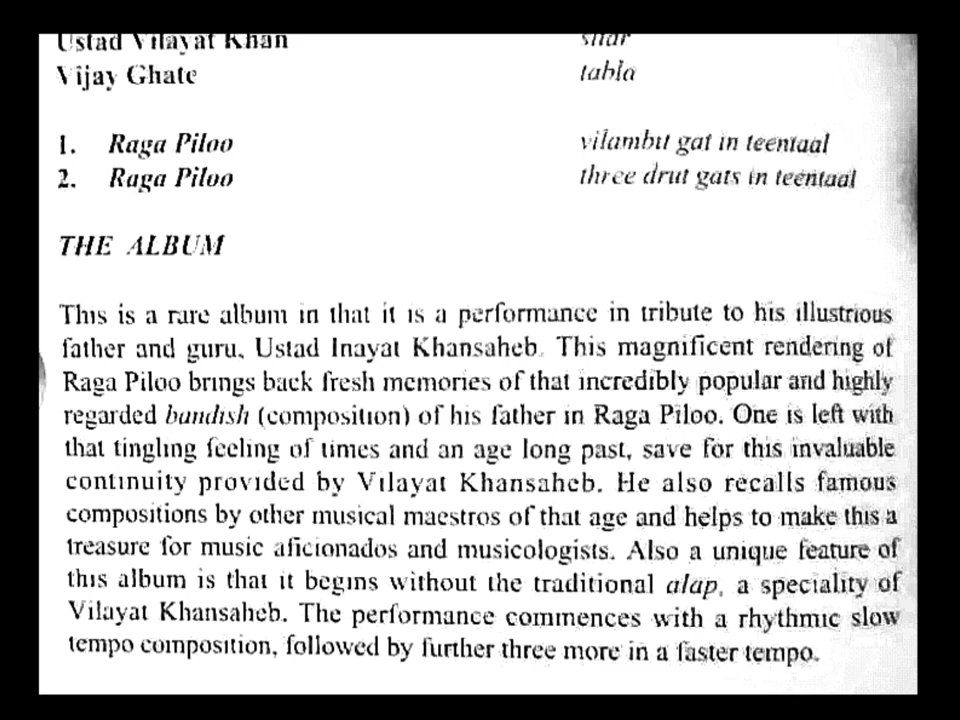 Ustad Vilayat Khan sitar
Vijay Ghate tabla
1. Raga Piloo vilambit gat in teentaal
2. Raga Piloo three drut gats in teentaal
THE ALBUM
This is a rare album in that it is a performance in tribute to his illustrious
father and guru, Ustad Inayat Khansaheb. This magnificent rendering of
Raga Piloo brings back fresh memories of that incredibly popular and highly
regarded bandish (composition) of his father in Raga Piloo. One is left with
that tingling feeling of times and an age long past, save for this invaluable
continuity provided by Vilayat Khansaheb. He also recalls famous
compositions by other musical maestros of that age and helps to make this a
treasure for music aficionados and musicologists. Also a unique feature of
this album is that it begins without the traditional alap, a speciality of
Vilayat Khansaheb. The performance commences with a rhythmic slow
tempo composition, followed by further three more in a faster tempo.